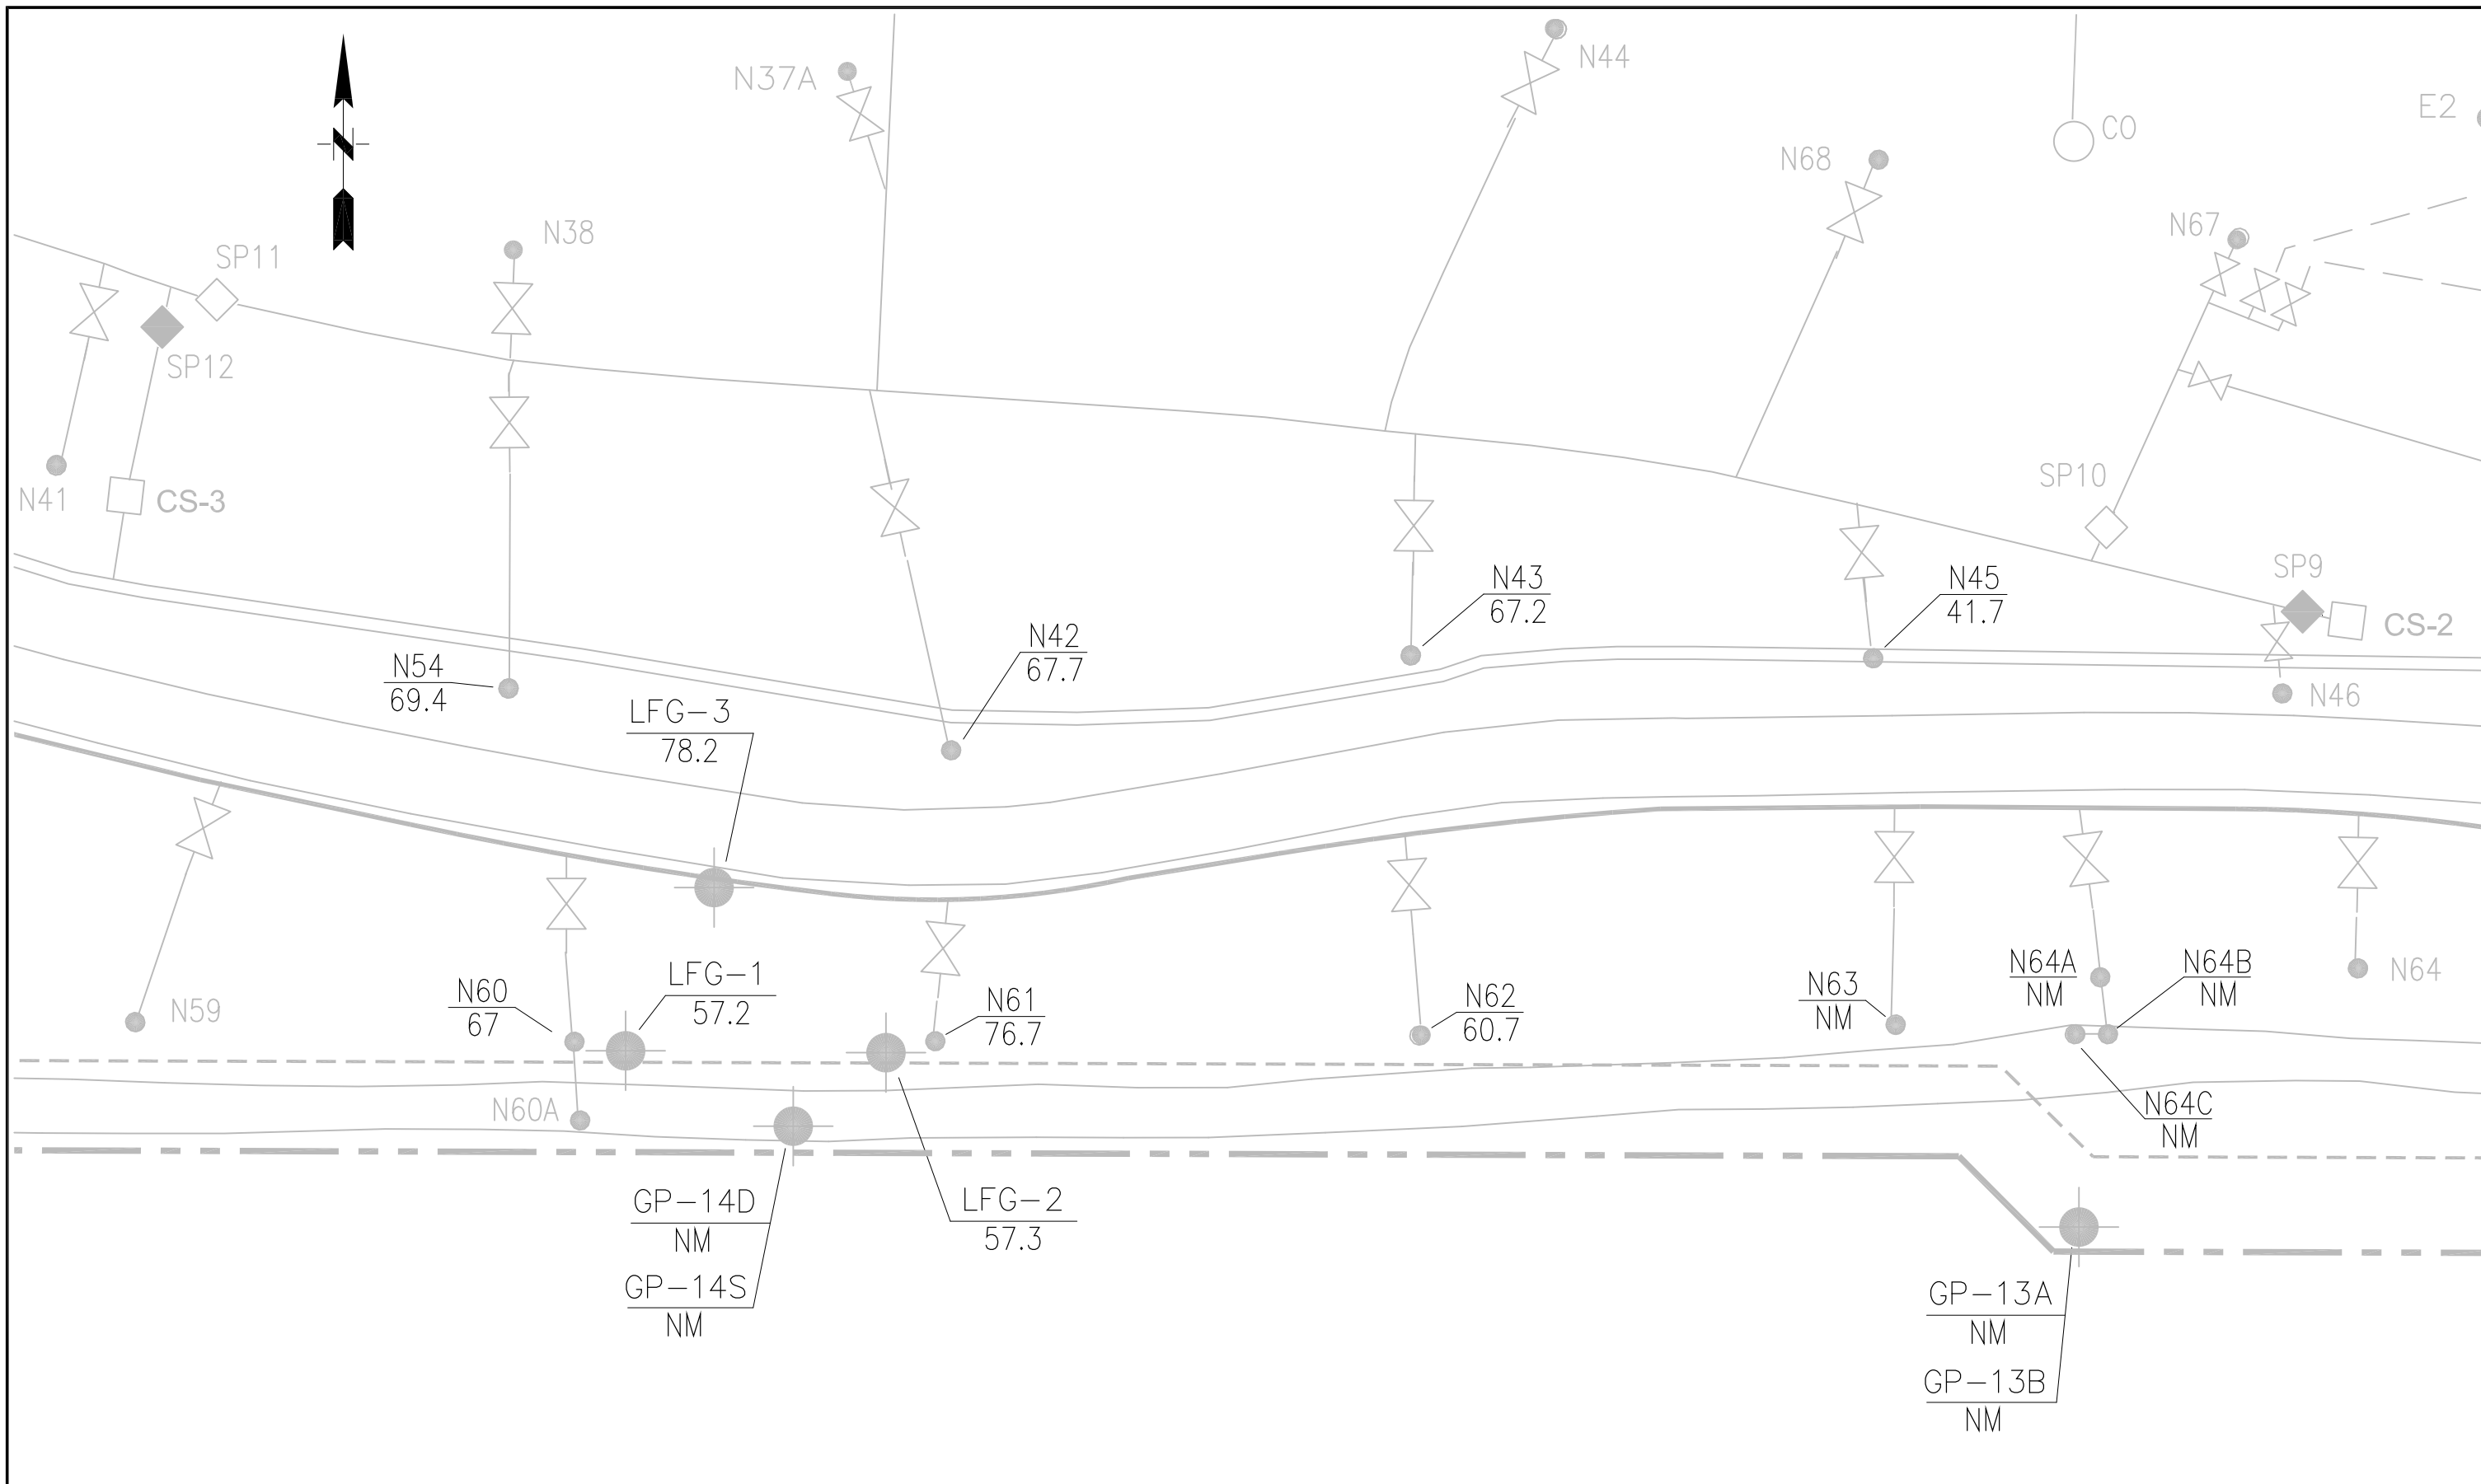 N44
N37A
E2
CO
N68
N
N67
N38
SP11
SP12
SP10
N41
CS-3
SP9
N43
67.2
N45
41.7
CS-2
N42
67.7
N54
69.4
N46
LFG-3
78.2
LFG-1
57.2
N60
67
N59
N61
76.7
N62
60.7
N63
NM
N64A
NM
N64B
NM
N64
N60A
N64C
NM
GP-14D
NM
GP-14S
NM
LFG-2
57.3
GP-13A
NM
GP-13B
NM